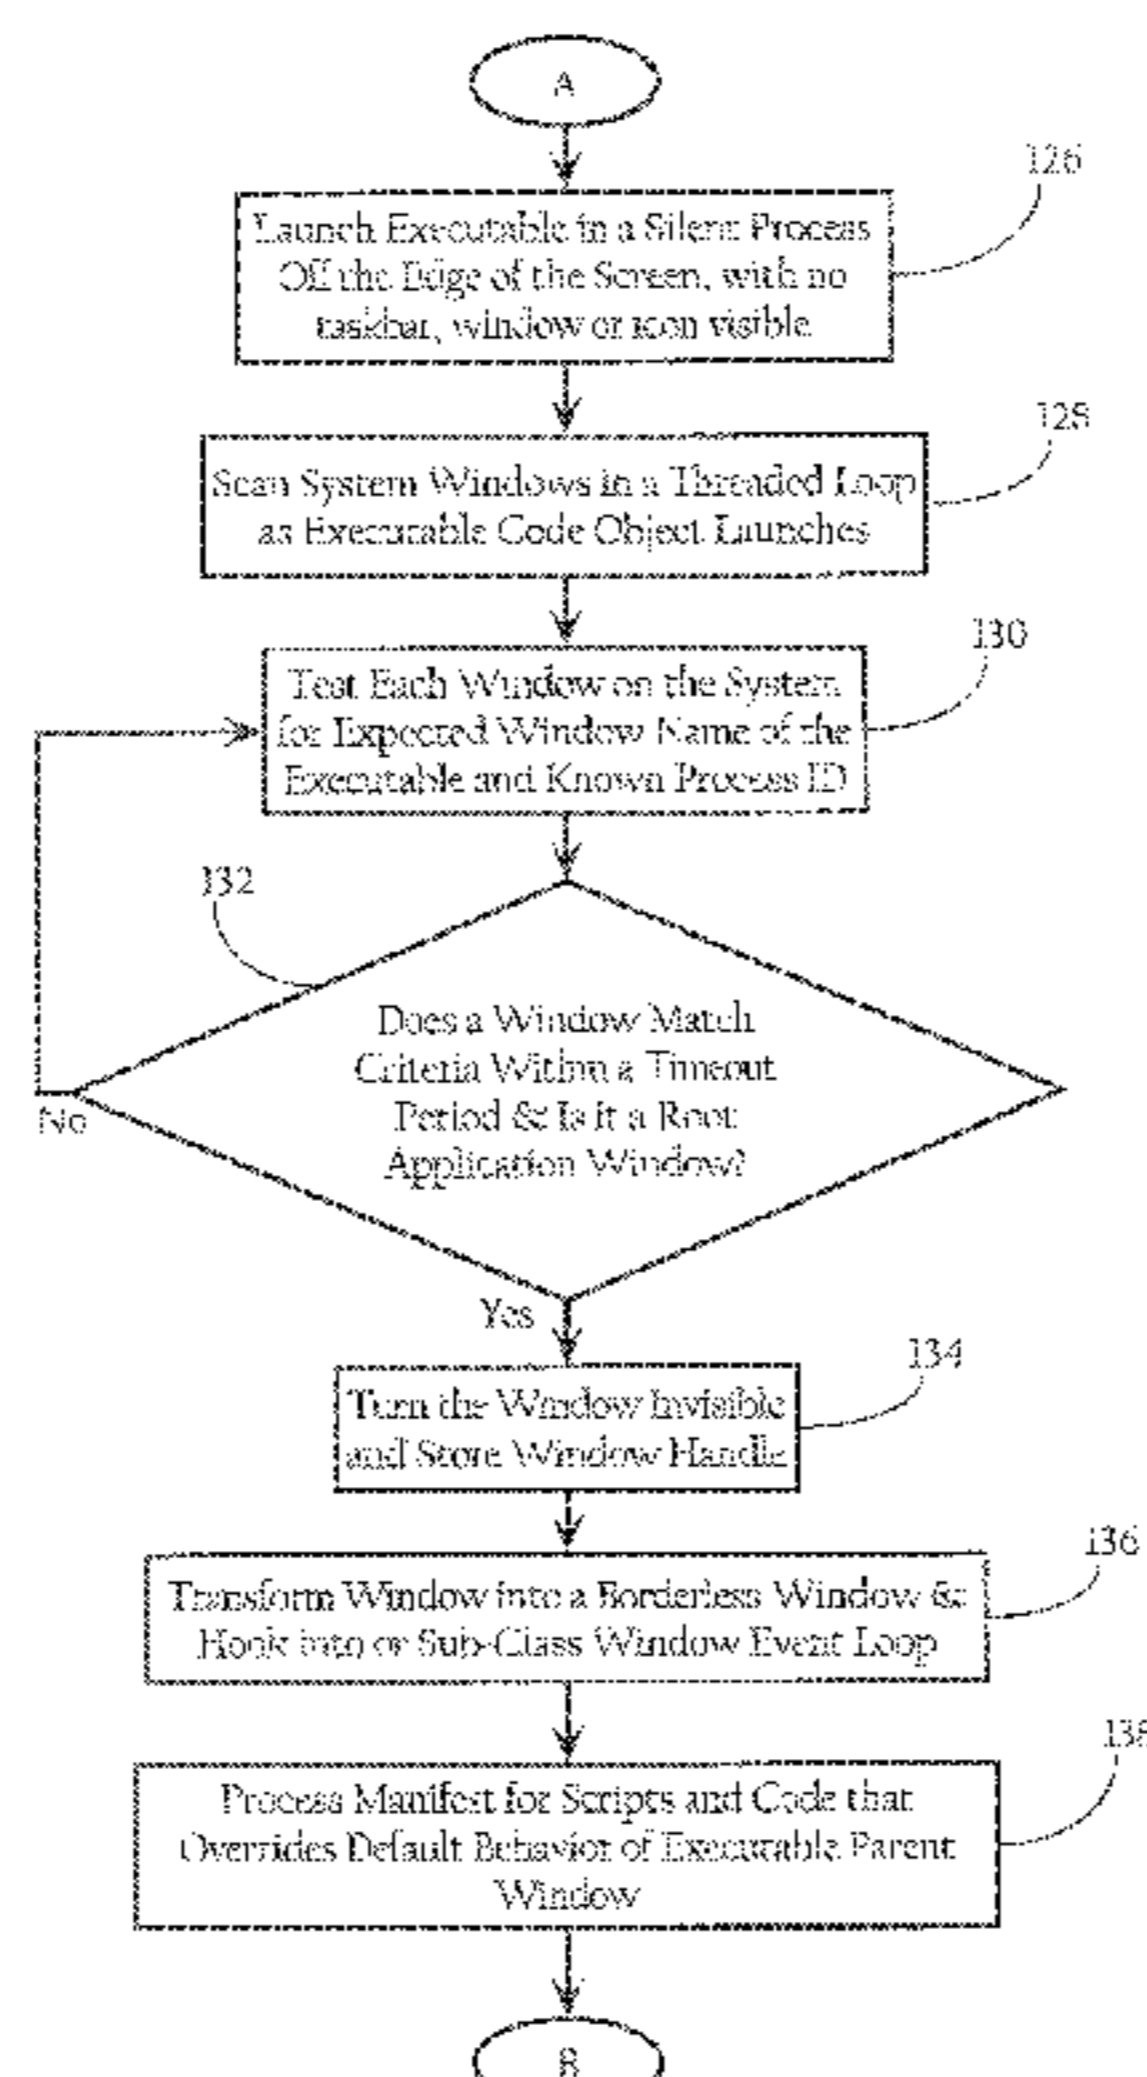 A
126
Launch Executable in a Silent Process
Off the Edge of the Screen, with no
taskbar, window or icon visible
128
Scan System Windows in a Threaded Loop
as Executable Code Object Launches
130
Test Each Window on the System
for Expected Window Name of the
Executable and Known Process ID
132
Does a Window Match
Criteria Within a Timeout
Period & Is it a Root
Application Window?
No
Yes
134
Turn the Window Invisible
and Store Window Handle
136
Transform Window into a Borderless Window &
Hook into or Sub-Class Window Event Loop
138
Process Manifest for Scripts and Code that
Overrides Default Behavior of Executable Parent
Window
B